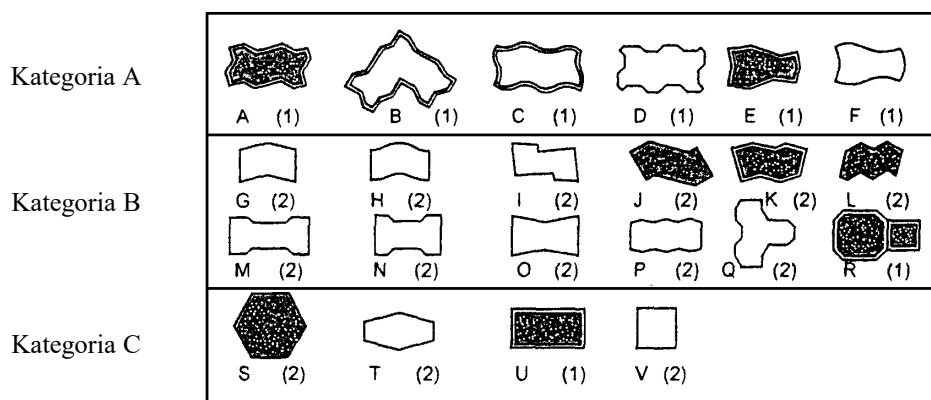 Kategoria A
A (1) B (1) C (1) D (1) E (1) F (1)
Kategoria B
G (2) H (2) I (2) J (2) K (2) L (2)
M (2) N (2) O (2) P (2) Q (2) R (1)
Kategoria C
S (2) T (2) U (1) V (2)